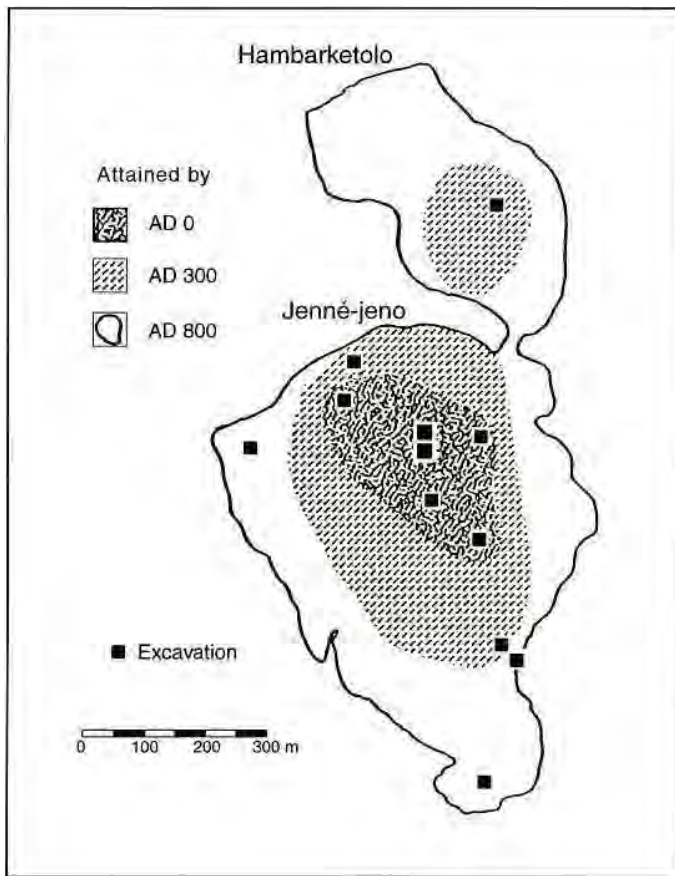 Hambarketolo
Attained by
AD 0
AD 300
AD 800
Jenné-jeno
Excavation
0 100 200 300 m